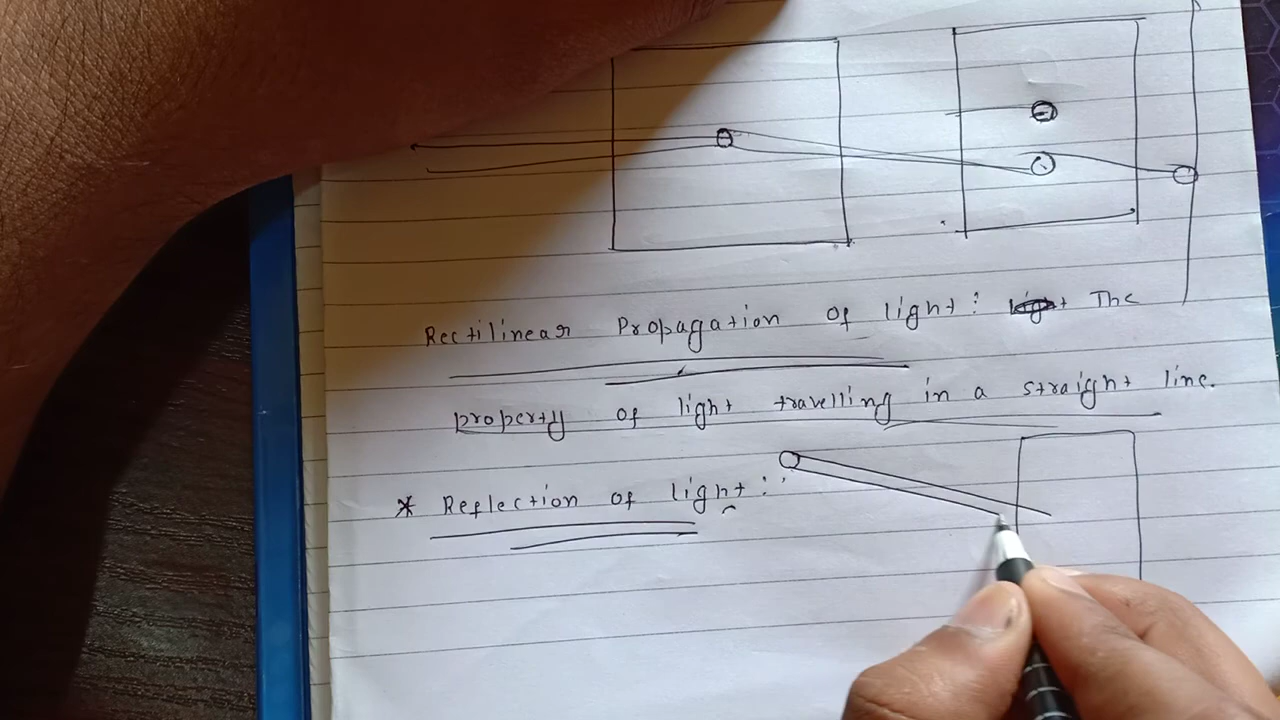 Rectilinear Propagation of light: The
property of light travelling in a straight line.
* Reflection of light: